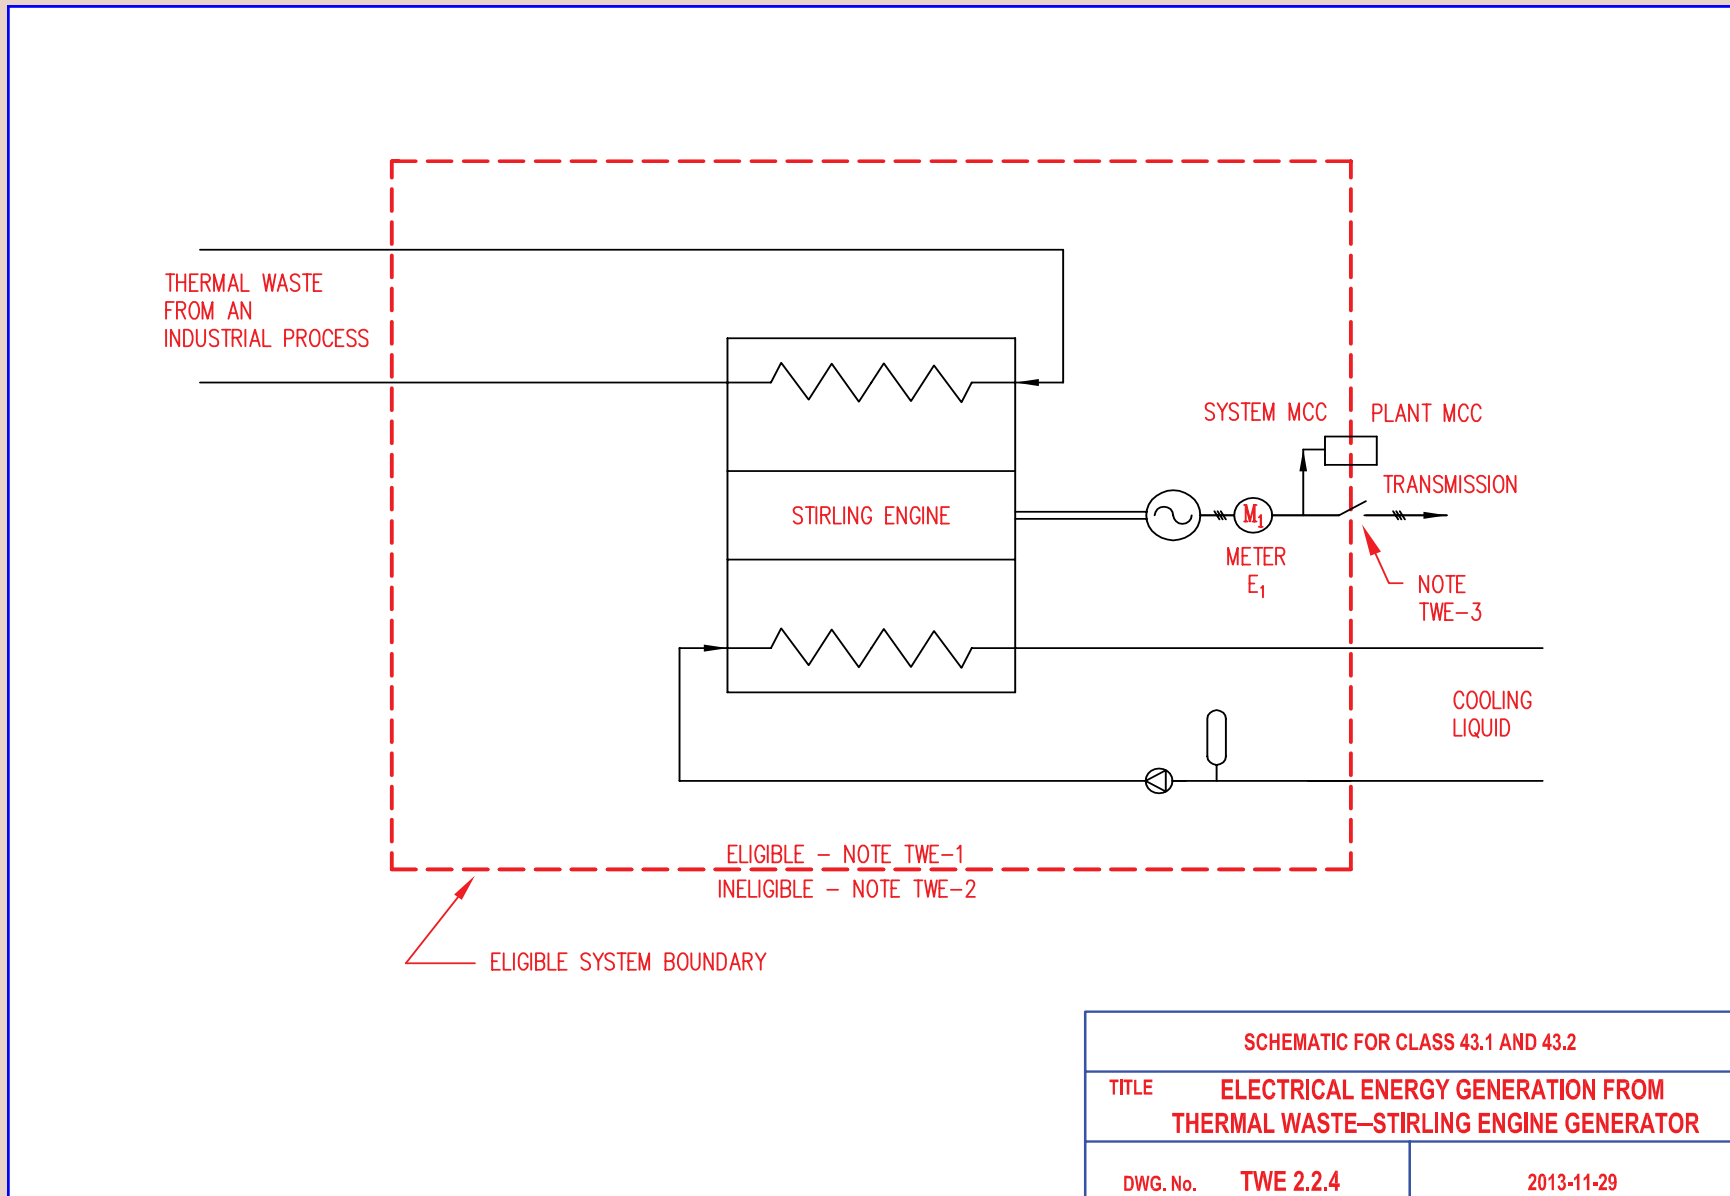 THERMAL WASTE
FROM AN
INDUSTRIAL PROCESS
SYSTEM MCC
PLANT MCC
TRANSMISSION
STIRLING ENGINE
M1
METER
E1
NOTE
TWE-3
COOLING
LIQUID
ELIGIBLE - NOTE TWE-1
INELIGIBLE - NOTE TWE-2
ELIGIBLE SYSTEM BOUNDARY
SCHEMATIC FOR CLASS 43.1 AND 43.2
TITLE ELECTRICAL ENERGY GENERATION FROM
THERMAL WASTE–STIRLING ENGINE GENERATOR
DWG. No. TWE 2.2.4
2013-11-29